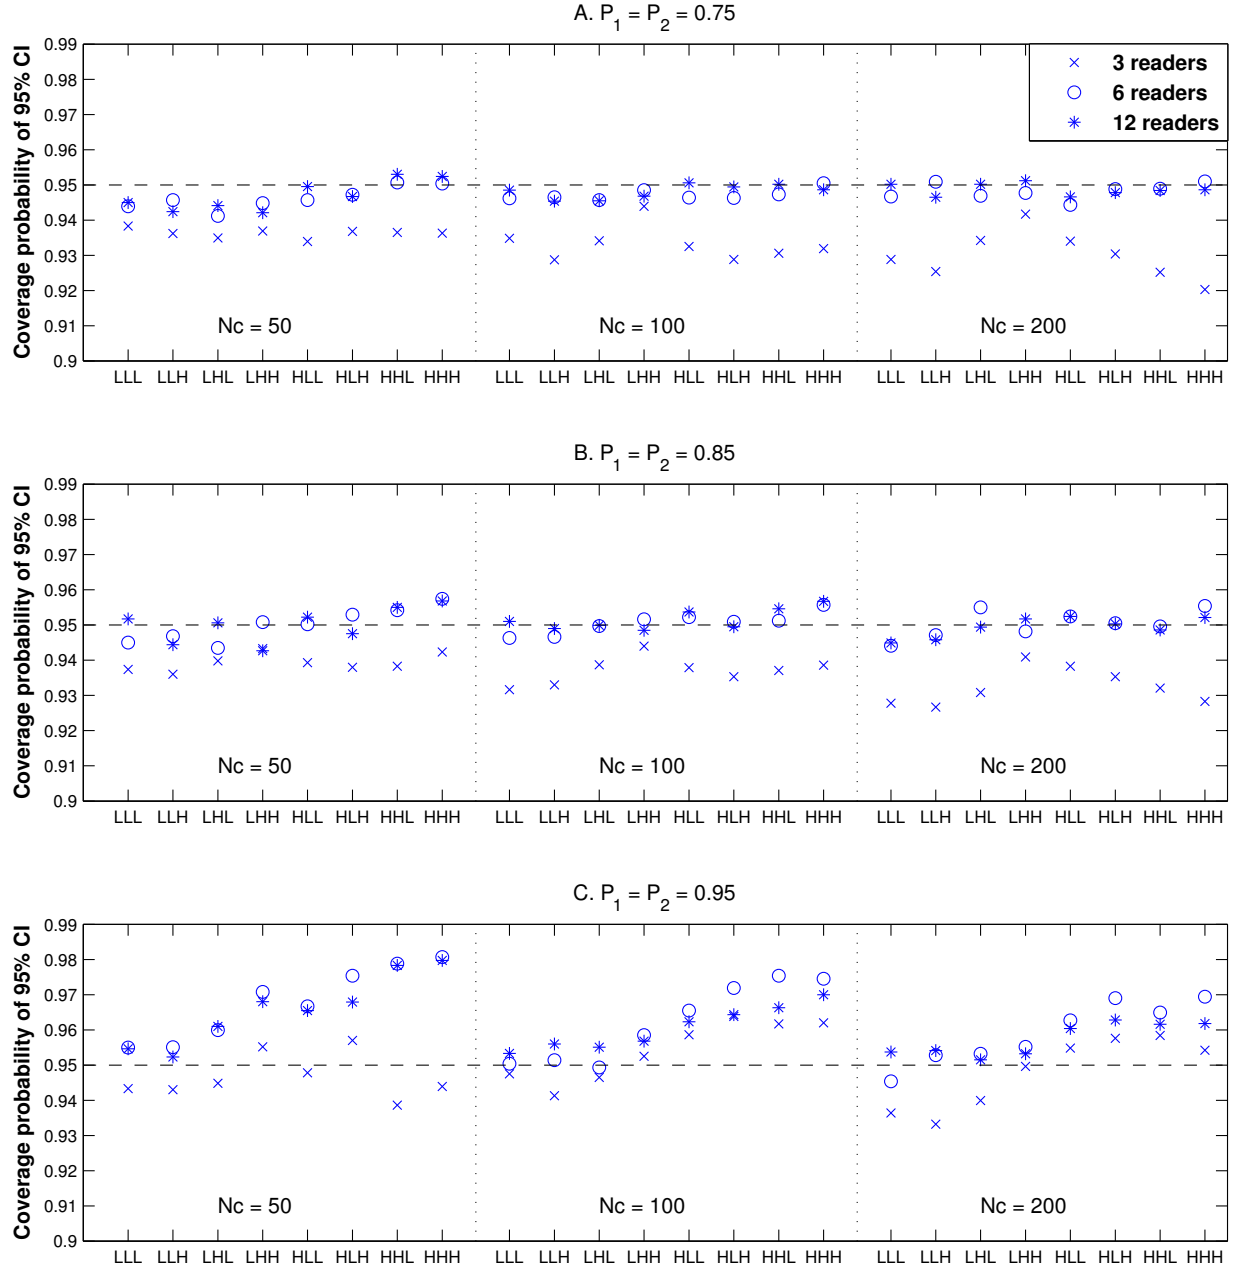 A. P1 = P2 = 0.75
Coverage probability of 95% CI
0.99
0.98
0.97
0.96
0.95
0.94
0.93
0.92
0.91
0.9
3 readers
6 readers
12 readers
Nc = 50 Nc = 100 Nc = 200
LLL LLH LHL LHH HLL HLH HHL HHH LLL LLH LHL LHH HLL HLH HHL HHH LLL LLH LHL LHH HLL HLH HHL HHH
B. P1 = P2 = 0.85
Coverage probability of 95% CI
0.99
0.98
0.97
0.96
0.95
0.94
0.93
0.92
0.91
0.9
Nc = 50 Nc = 100 Nc = 200
LLL LLH LHL LHH HLL HLH HHL HHH LLL LLH LHL LHH HLL HLH HHL HHH LLL LLH LHL LHH HLL HLH HHL HHH
C. P1 = P2 = 0.95
Coverage probability of 95% CI
0.99
0.98
0.97
0.96
0.95
0.94
0.93
0.92
0.91
0.9
Nc = 50 Nc = 100 Nc = 200
LLL LLH LHL LHH HLL HLH HHL HHH LLL LLH LHL LHH HLL HLH HHL HHH LLL LLH LHL LHH HLL HLH HHL HHH